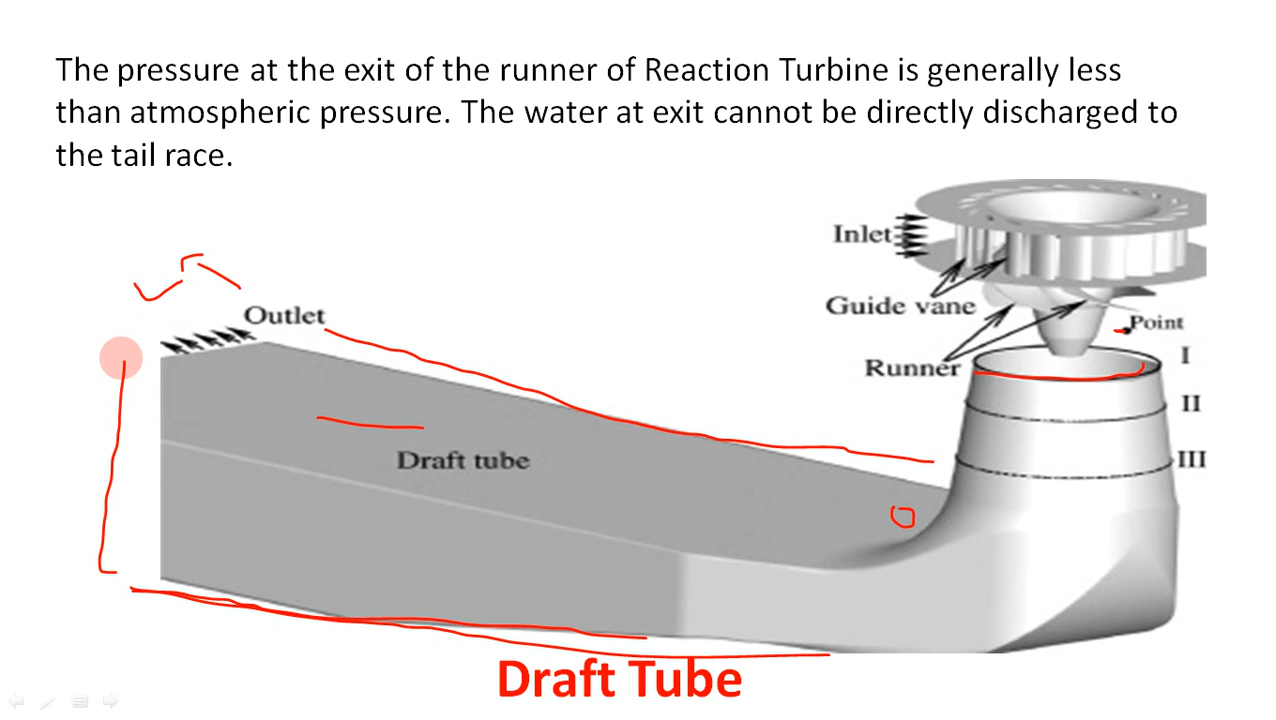 The pressure at the exit of the runner of Reaction Turbine is generally less
than atmospheric pressure. The water at exit cannot be directly discharged to
the tail race.
Inlet
Guide vane
Outlet
Point
Runner
I
II
III
Draft tube
Draft Tube